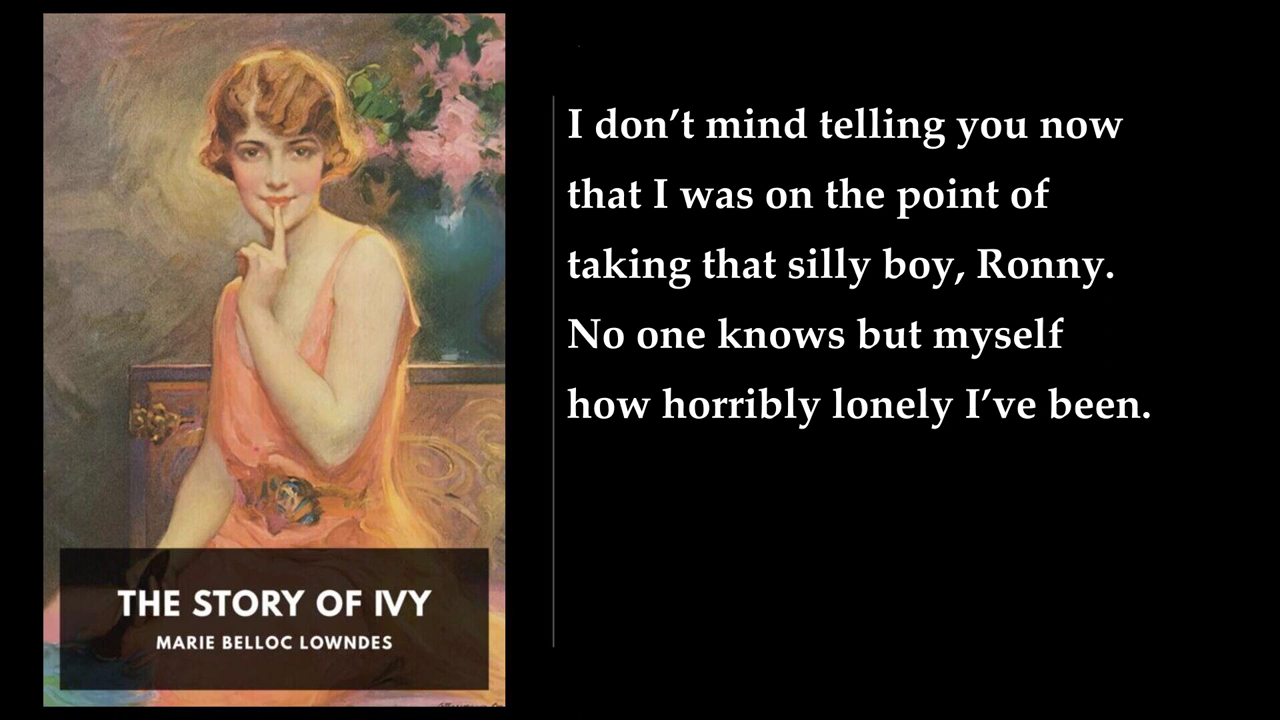 THE STORY OF IVY
MARIE BELLOC LOWNDES
I don’t mind telling you now
that I was on the point of
taking that silly boy, Ronny.
No one knows but myself
how horribly lonely I’ve been.